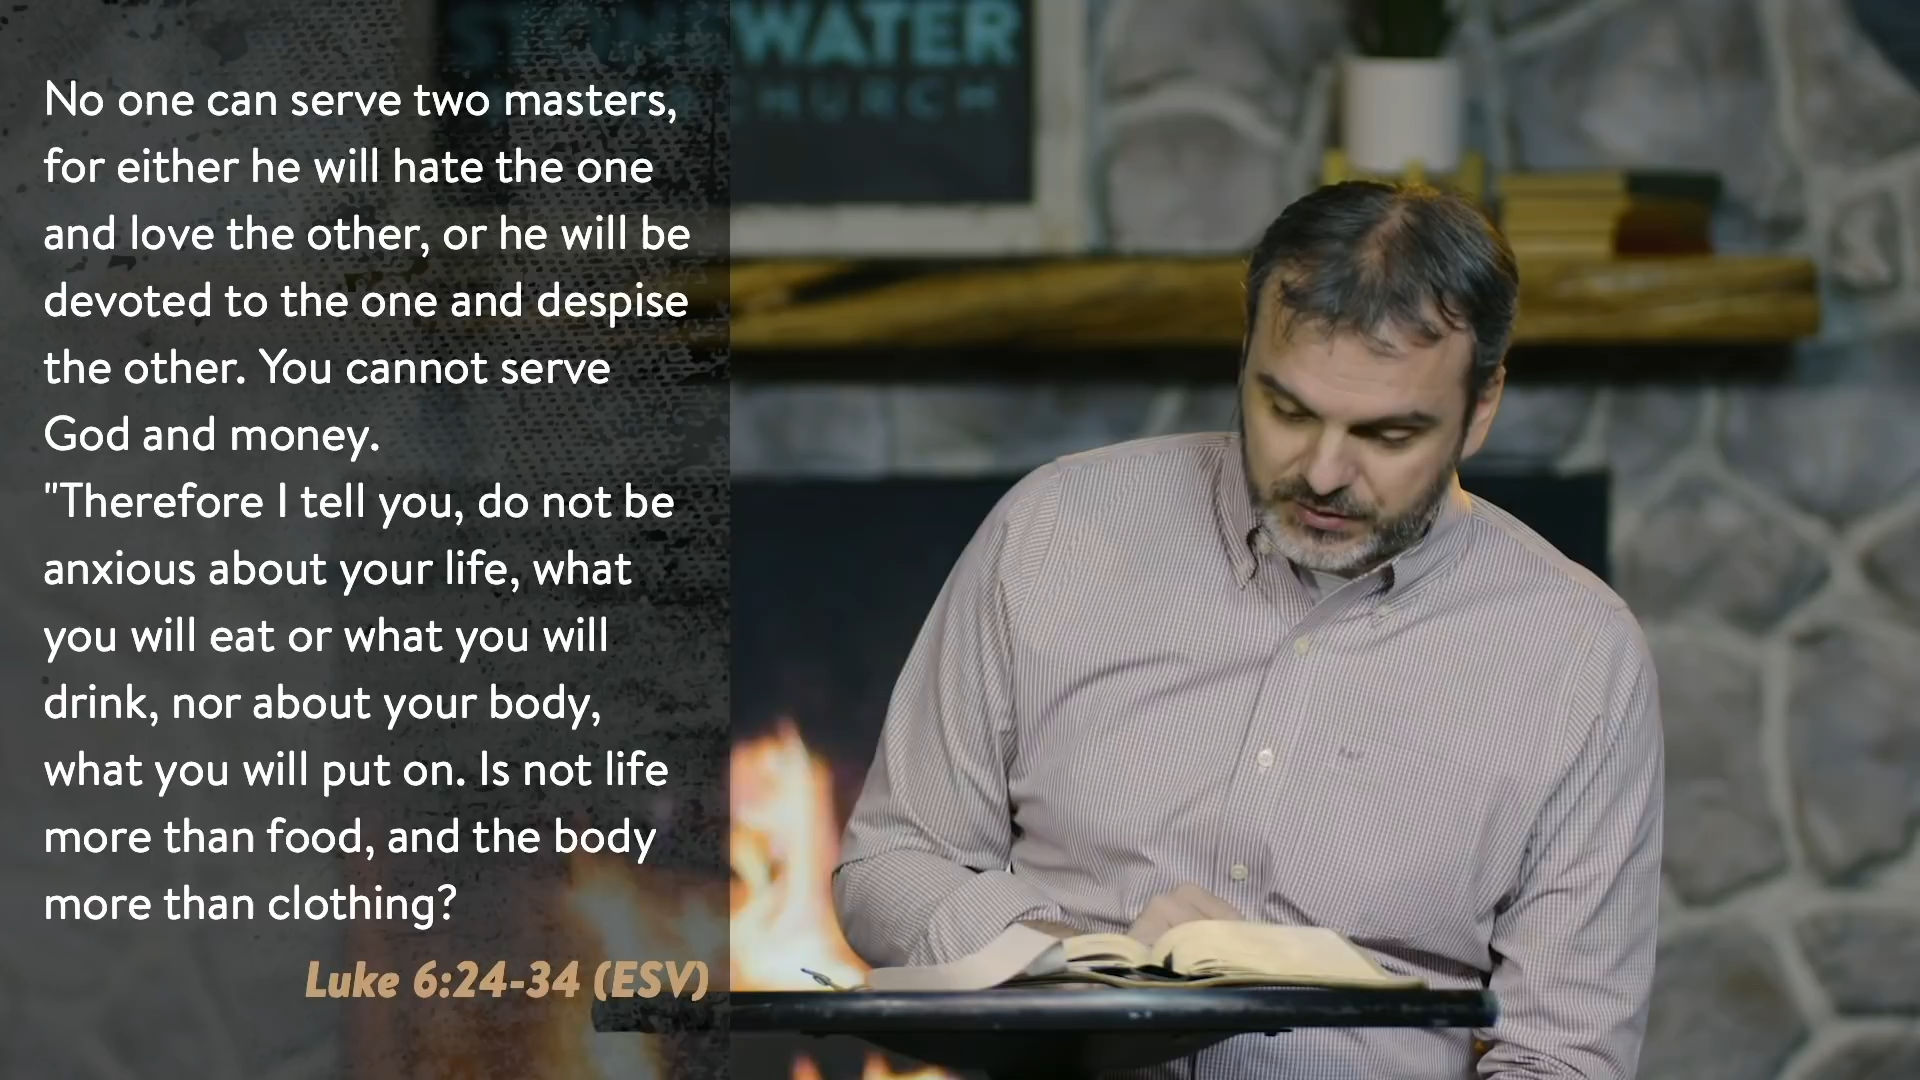 WATER
CHURCH
No one can serve two masters,
for either he will hate the one
and love the other, or he will be
devoted to the one and despise
the other. You cannot serve
God and money.
"Therefore I tell you, do not be
anxious about your life, what
you will eat or what you will
drink, nor about your body,
what you will put on. Is not life
more than food, and the body
more than clothing?
Luke 6:24-34 (ESV)